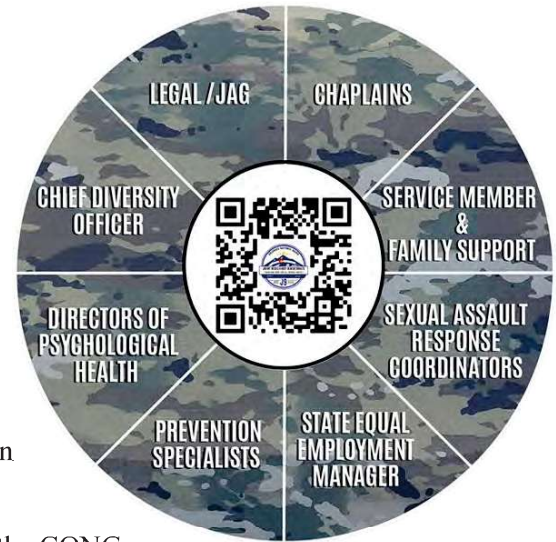 LEGAL /JAG
CHAPLAINS
SERVICE MEMBER
&
FAMILY SUPPORT
SEXUAL ASSAULT
RESPONSE
COORDINATORS
STATE EQUAL
EMPLOYMENT
MANAGER
PREVENTION
SPECIALISTS
DIRECTORS OF
PSYCHOLOGICAL
HEALTH
CHIEF DIVERSITY
OFFICER
J9